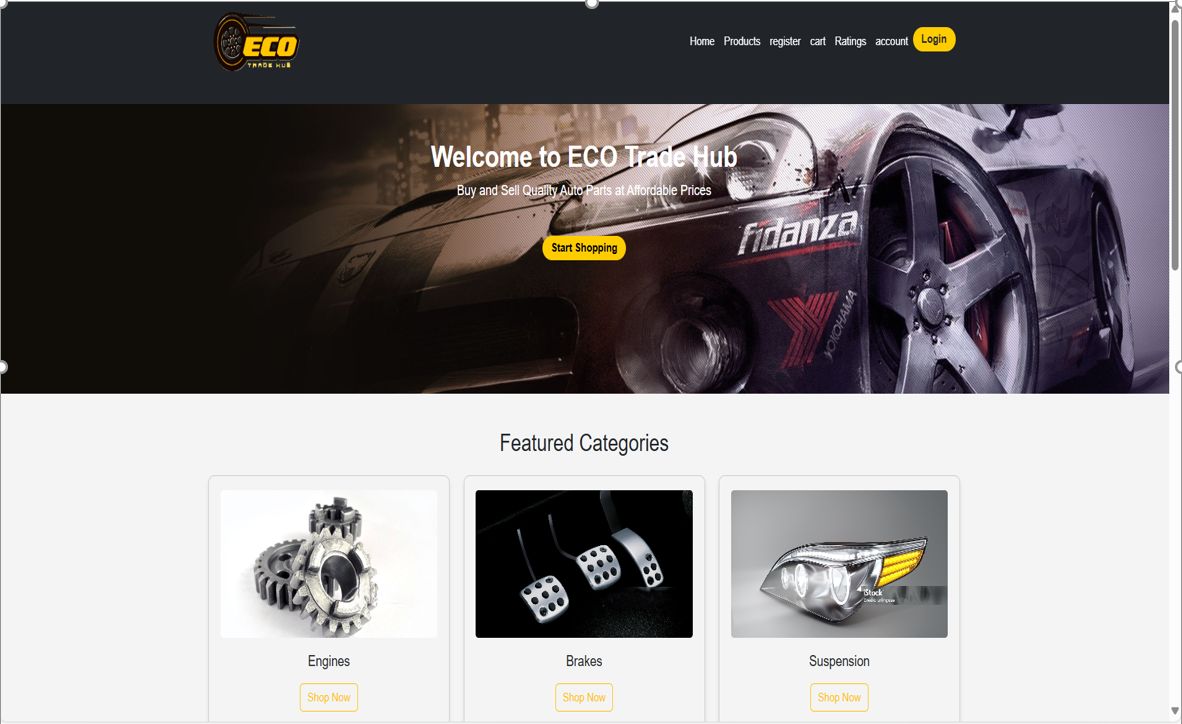 ECO
TRADE HUB
Home Products register cart Ratings account Login
Welcome to ECO Trade Hub
Buy and Sell Quality Auto Parts at Affordable Prices
Start Shopping
fidanza
YOKOHAMA
Featured Categories
iStock
Engines Brakes Suspension
Shop Now Shop Now Shop Now